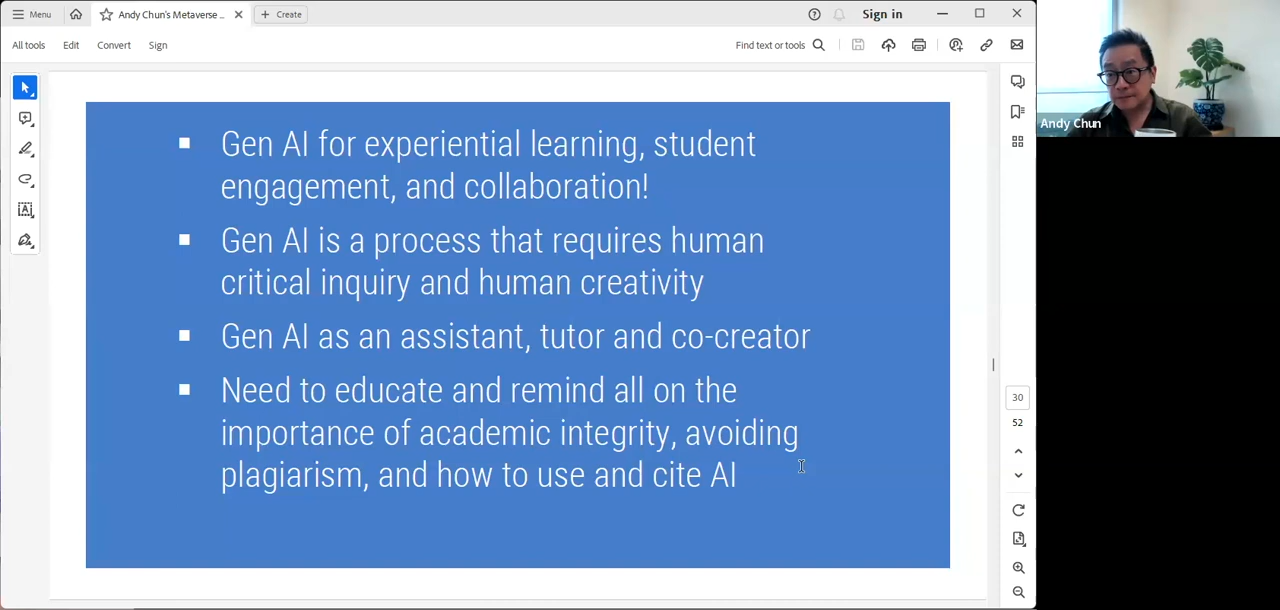 Menu
Andy Chun's Metaverse ...
Create
Sign in
All tools
Edit
Convert
Sign
Find text or tools
Andy Chun
▪ Gen AI for experiential learning, student
engagement, and collaboration!
▪ Gen AI is a process that requires human
critical inquiry and human creativity
▪ Gen AI as an assistant, tutor and co-creator
▪ Need to educate and remind all on the
importance of academic integrity, avoiding
plagiarism, and how to use and cite AI
30
52